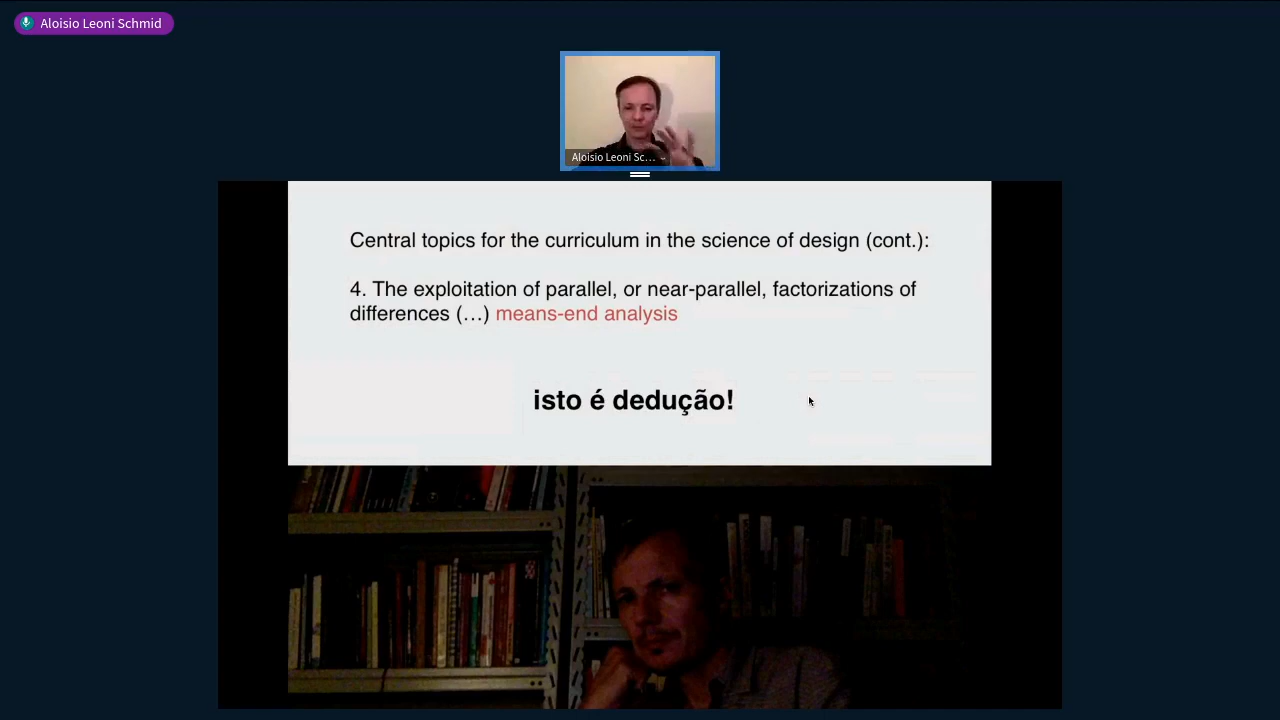 Aloisio Leoni Schmid
Aloisio Leoni Sc...
Central topics for the curriculum in the science of design (cont.):
4. The exploitation of parallel, or near-parallel, factorizations of
differences (…) means-end analysis
isto é dedução!